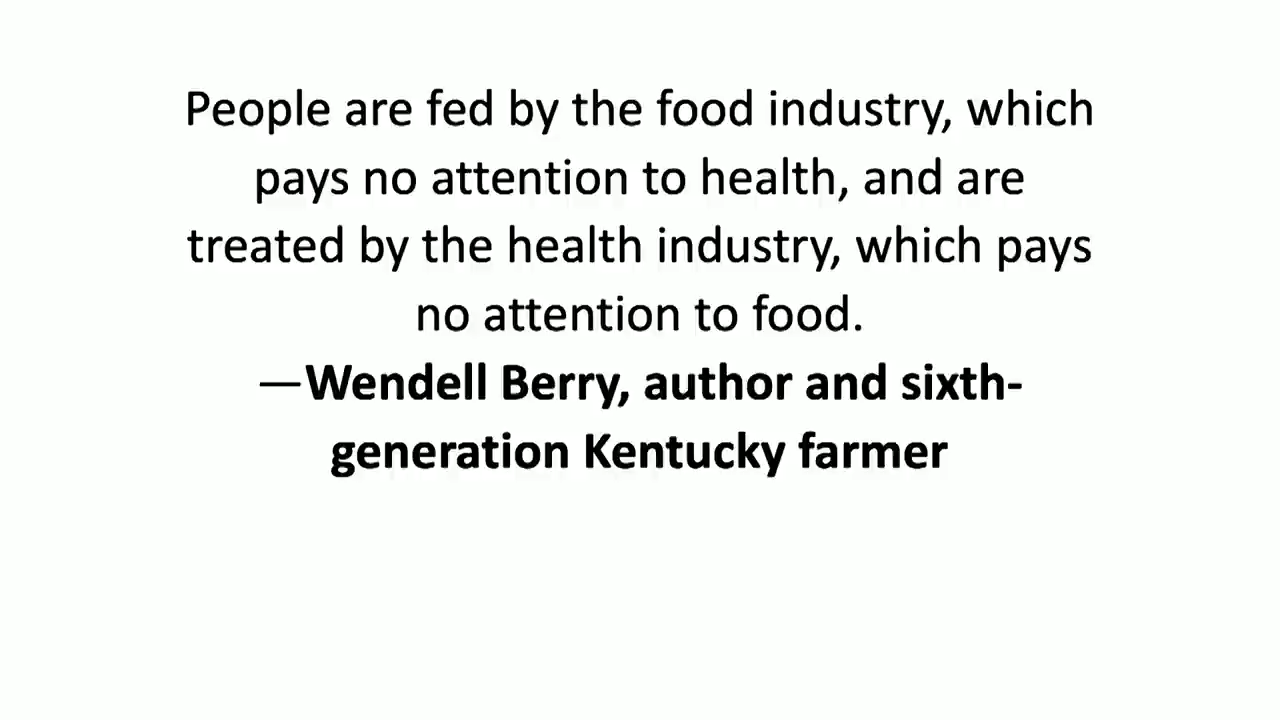 People are fed by the food industry, which
pays no attention to health, and are
treated by the health industry, which pays
no attention to food.
—Wendell Berry, author and sixth-
generation Kentucky farmer